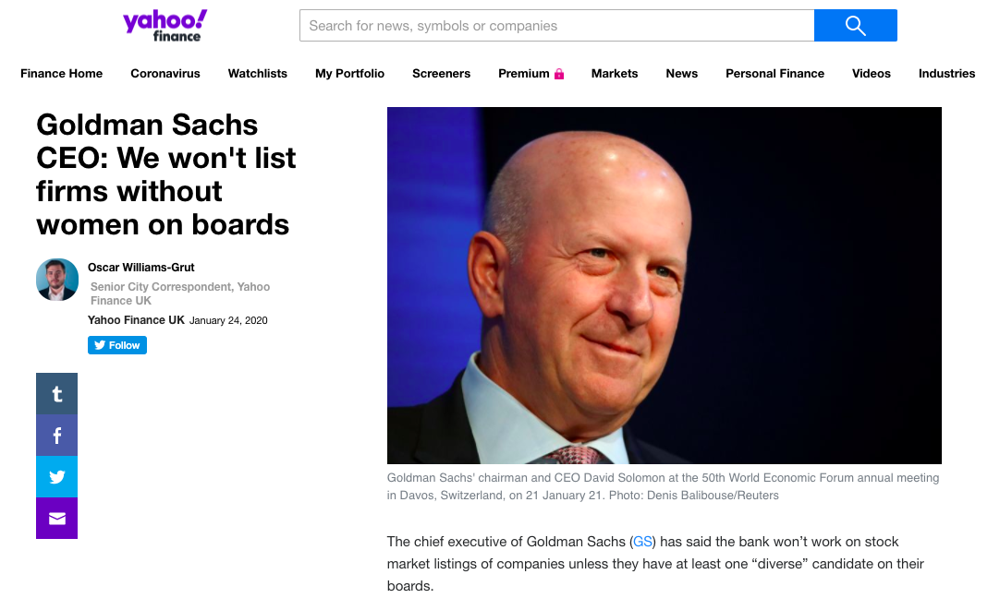 yahoo!
finance
Search for news, symbols or companies
Finance Home Coronavirus Watchlists My Portfolio Screeners Premium Markets News Personal Finance Videos Industries
Goldman Sachs
CEO: We won't list
firms without
women on boards
Oscar Williams-Grut
Senior City Correspondent, Yahoo
Finance UK
Yahoo Finance UK January 24, 2020
Follow
Goldman Sachs' chairman and CEO David Solomon at the 50th World Economic Forum annual meeting
in Davos, Switzerland, on 21 January 21. Photo: Denis Balibouse/Reuters
The chief executive of Goldman Sachs (GS) has said the bank won’t work on stock
market listings of companies unless they have at least one “diverse” candidate on their
boards.